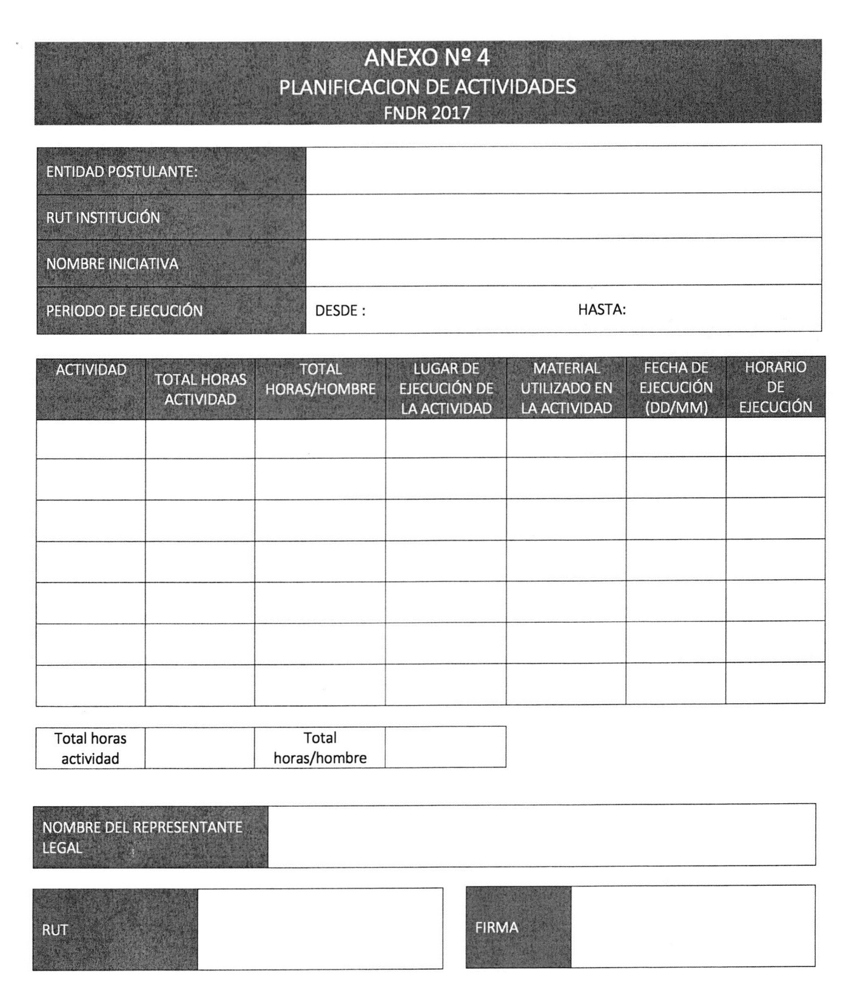 ANEXO Nº 4
PLANIFICACION DE ACTIVIDADES
FNDR 2017
ENTIDAD POSTULANTE:
RUT INSTITUCIÓN
NOMBRE INICIATIVA
PERIODO DE EJECUCIÓN
DESDE :
HASTA:
ACTIVIDAD
TOTAL HORAS
ACTIVIDAD
TOTAL
HORAS/HOMBRE
LUGAR DE
EJECUCIÓN DE
LA ACTIVIDAD
MATERIAL
UTILIZADO EN
LA ACTIVIDAD
FECHA DE
EJECUCIÓN
(DD/MM)
HORARIO
DE
EJECUCIÓN
Total horas
actividad
Total
horas/hombre
NOMBRE DEL REPRESENTANTE
LEGAL
RUT
FIRMA